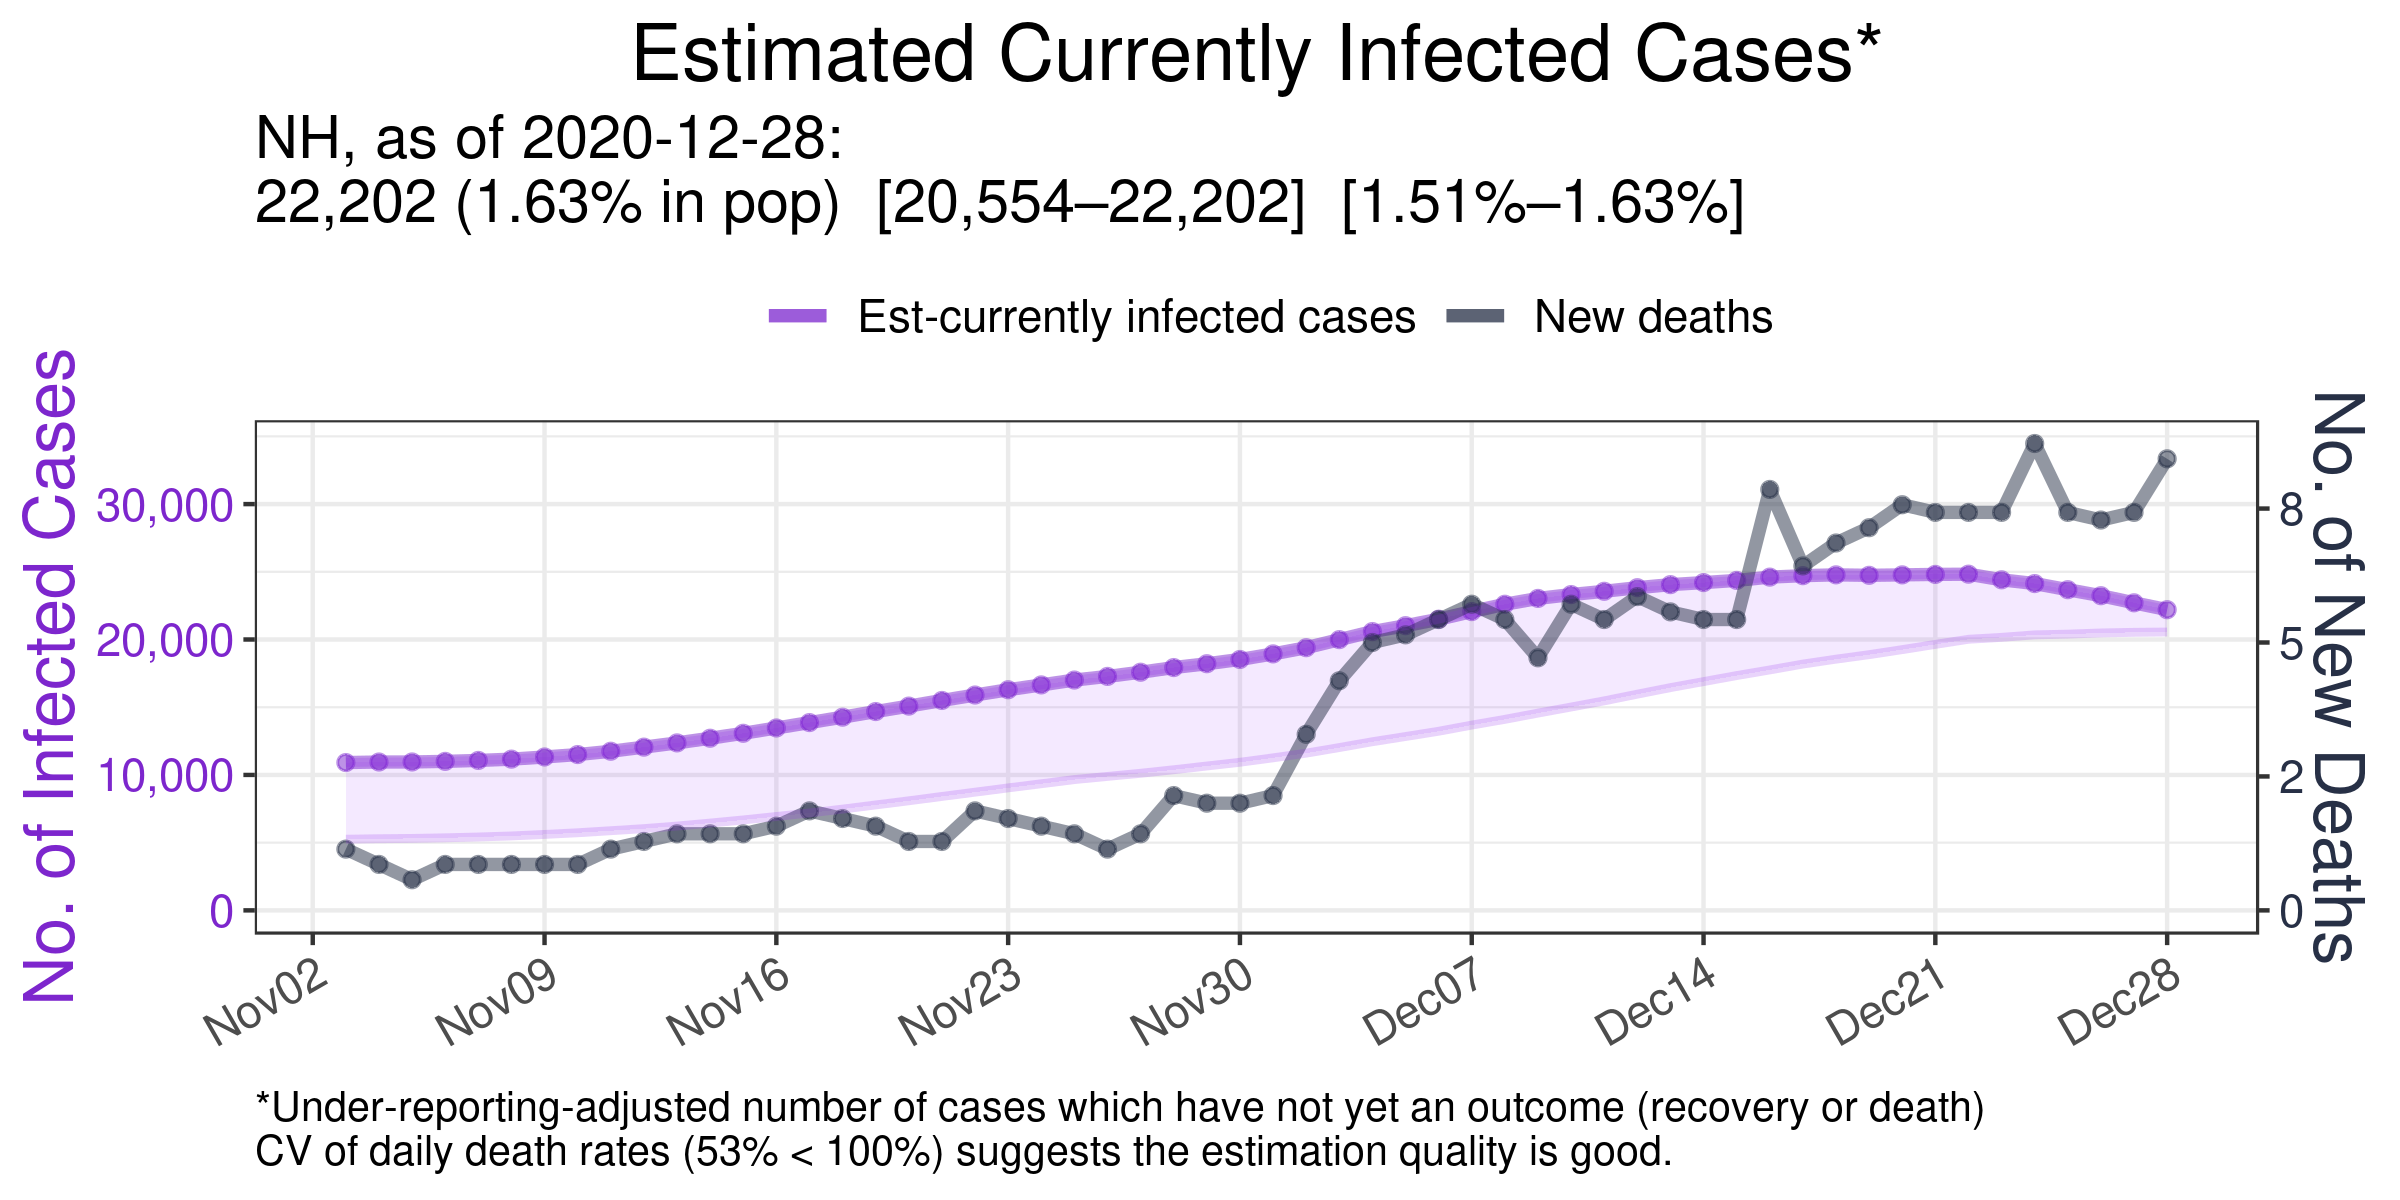 Estimated Currently Infected Cases*
NH, as of 2020-12-28:
22,202 (1.63% in pop)  [20,554–22,202]  [1.51%–1.63%]
Est-currently infected cases
New deaths
No. of Infected Cases
30,000
20,000
10,000
0
8
5
2
0
No. of New Deaths
Nov02
Nov09
Nov16
Nov23
Nov30
Dec07
Dec14
Dec21
Dec28
*Under-reporting-adjusted number of cases which have not yet an outcome (recovery or death)
CV of daily death rates (53% < 100%) suggests the estimation quality is good.